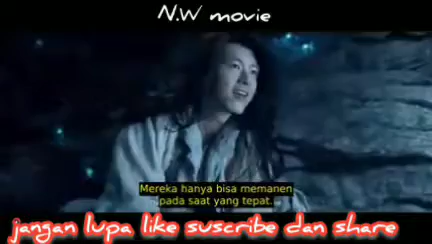 N.W movie
Mereka hanya bisa memanen
pada saat yang tepat.
jangan lupa like suscribe dan share